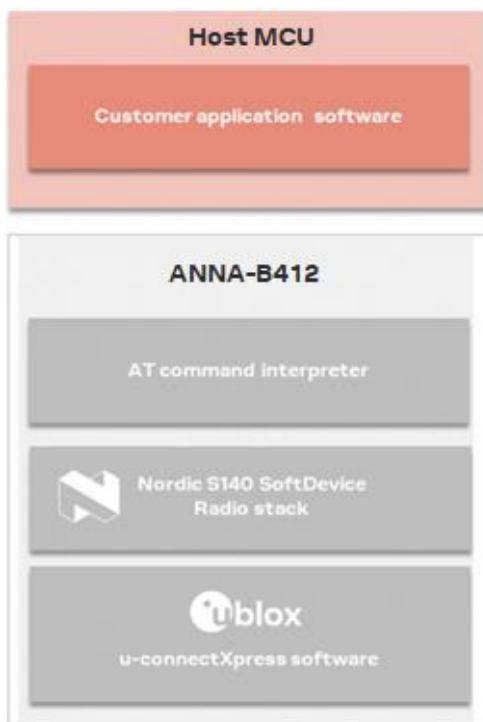 Host MCU
Customer application software
ANNA-B412
AT command interpreter
Nordic S140 SoftDevice
Radio stack
ublox
u-connectXpress software